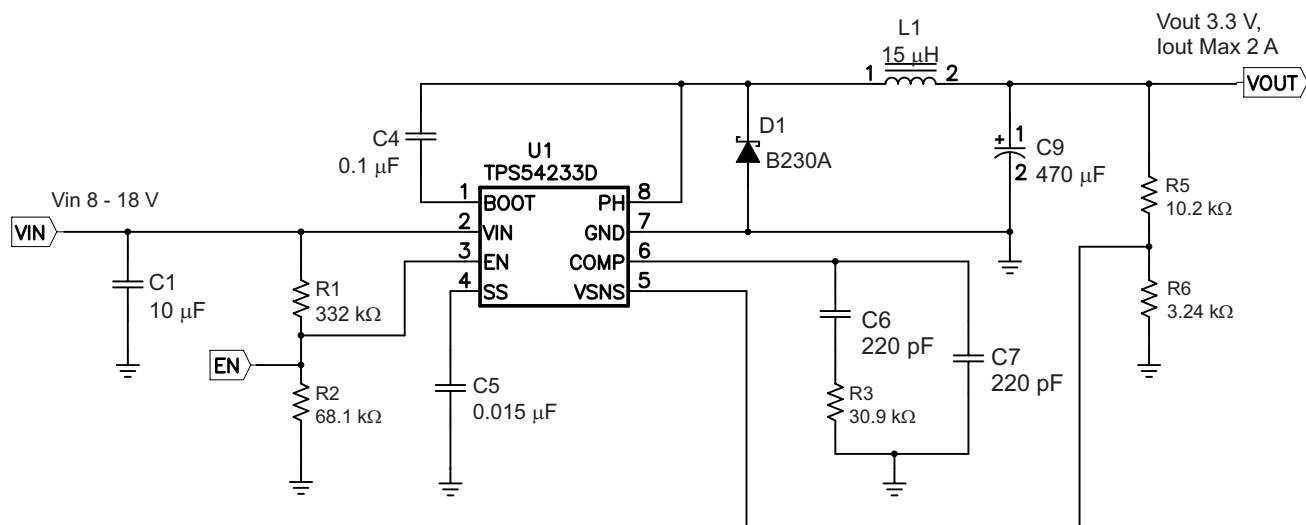 Vout 3.3 V,
Iout Max 2 A
L1
15 μH
1
2
VOUT
C4
0.1 μF
D1
B230A
+
1
2
C9
470 μF
U1
TPS54233D
R5
10.2 kΩ
Vin 8 - 18 V
VIN
1
BOOT
PH
8
2
VIN
GND
7
3
EN
COMP
6
4
SS
VSNS
5
C1
10 μF
R1
332 kΩ
R6
3.24 kΩ
C6
220 pF
C7
220 pF
EN
R2
68.1 kΩ
C5
0.015 μF
R3
30.9 kΩ